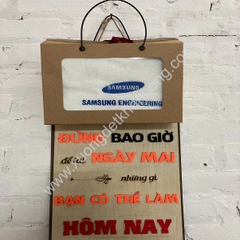 SAMSUNG
SAMSUNG ENGINEERING
ĐỪNG BAO GIỜ
để tới NGÀY MAI
những gì
BẠN CÓ THỂ LÀM
HÔM NAY